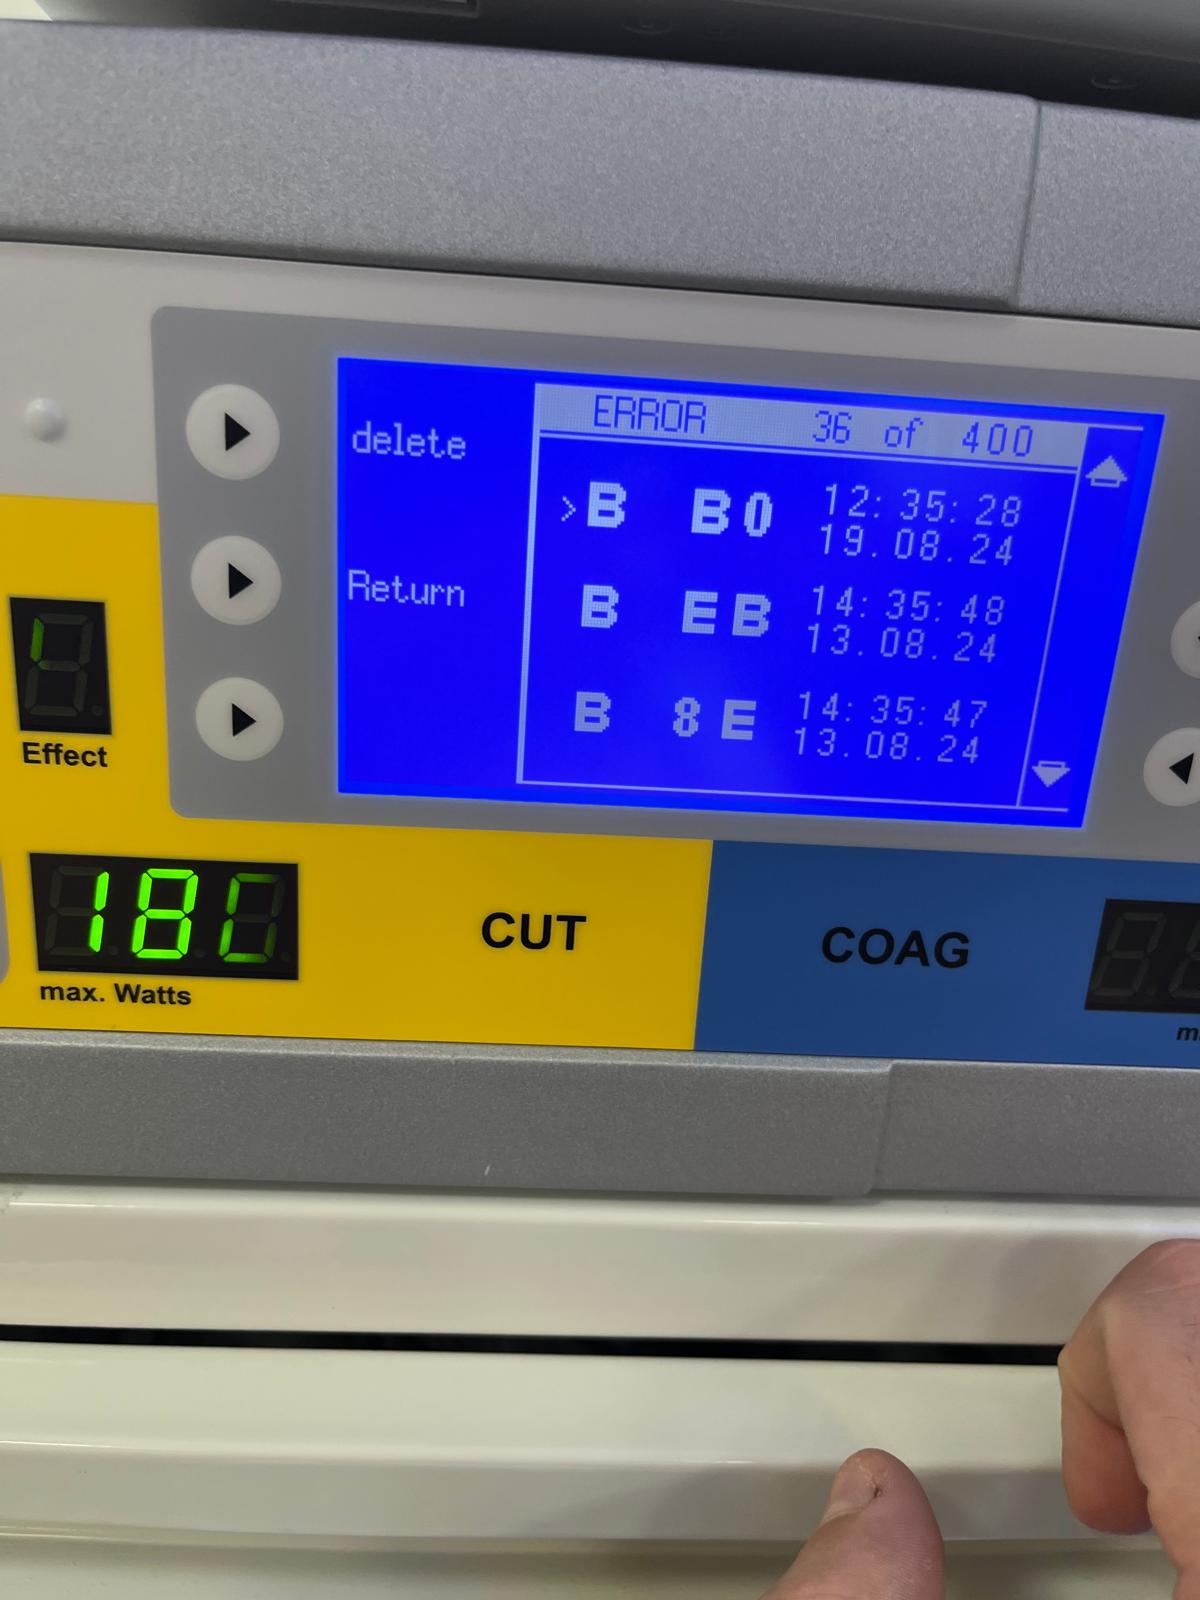 delete
Return
ERROR 36 of 400
>B B0 12:35:28
19.08.24
B EB 14:35:48
13.08.24
B 8E 14:35:47
13.08.24
Effect
18
max. Watts
CUT
COAG